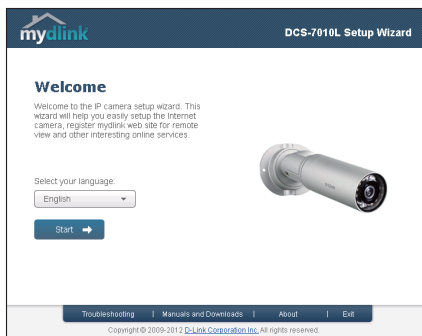 mydlink
DCS-7010L Setup Wizard
Welcome
Welcome to the IP camera setup wizard. This
wizard will help you easily setup the Internet
camera, register mydlink web site for remote
view and other interesting online services.
Select your language:
English
Start
Troubleshooting | Manuals and Downloads | About | Exit
Copyright © 2009-2012 D-Link Corporation Inc. All rights reserved.